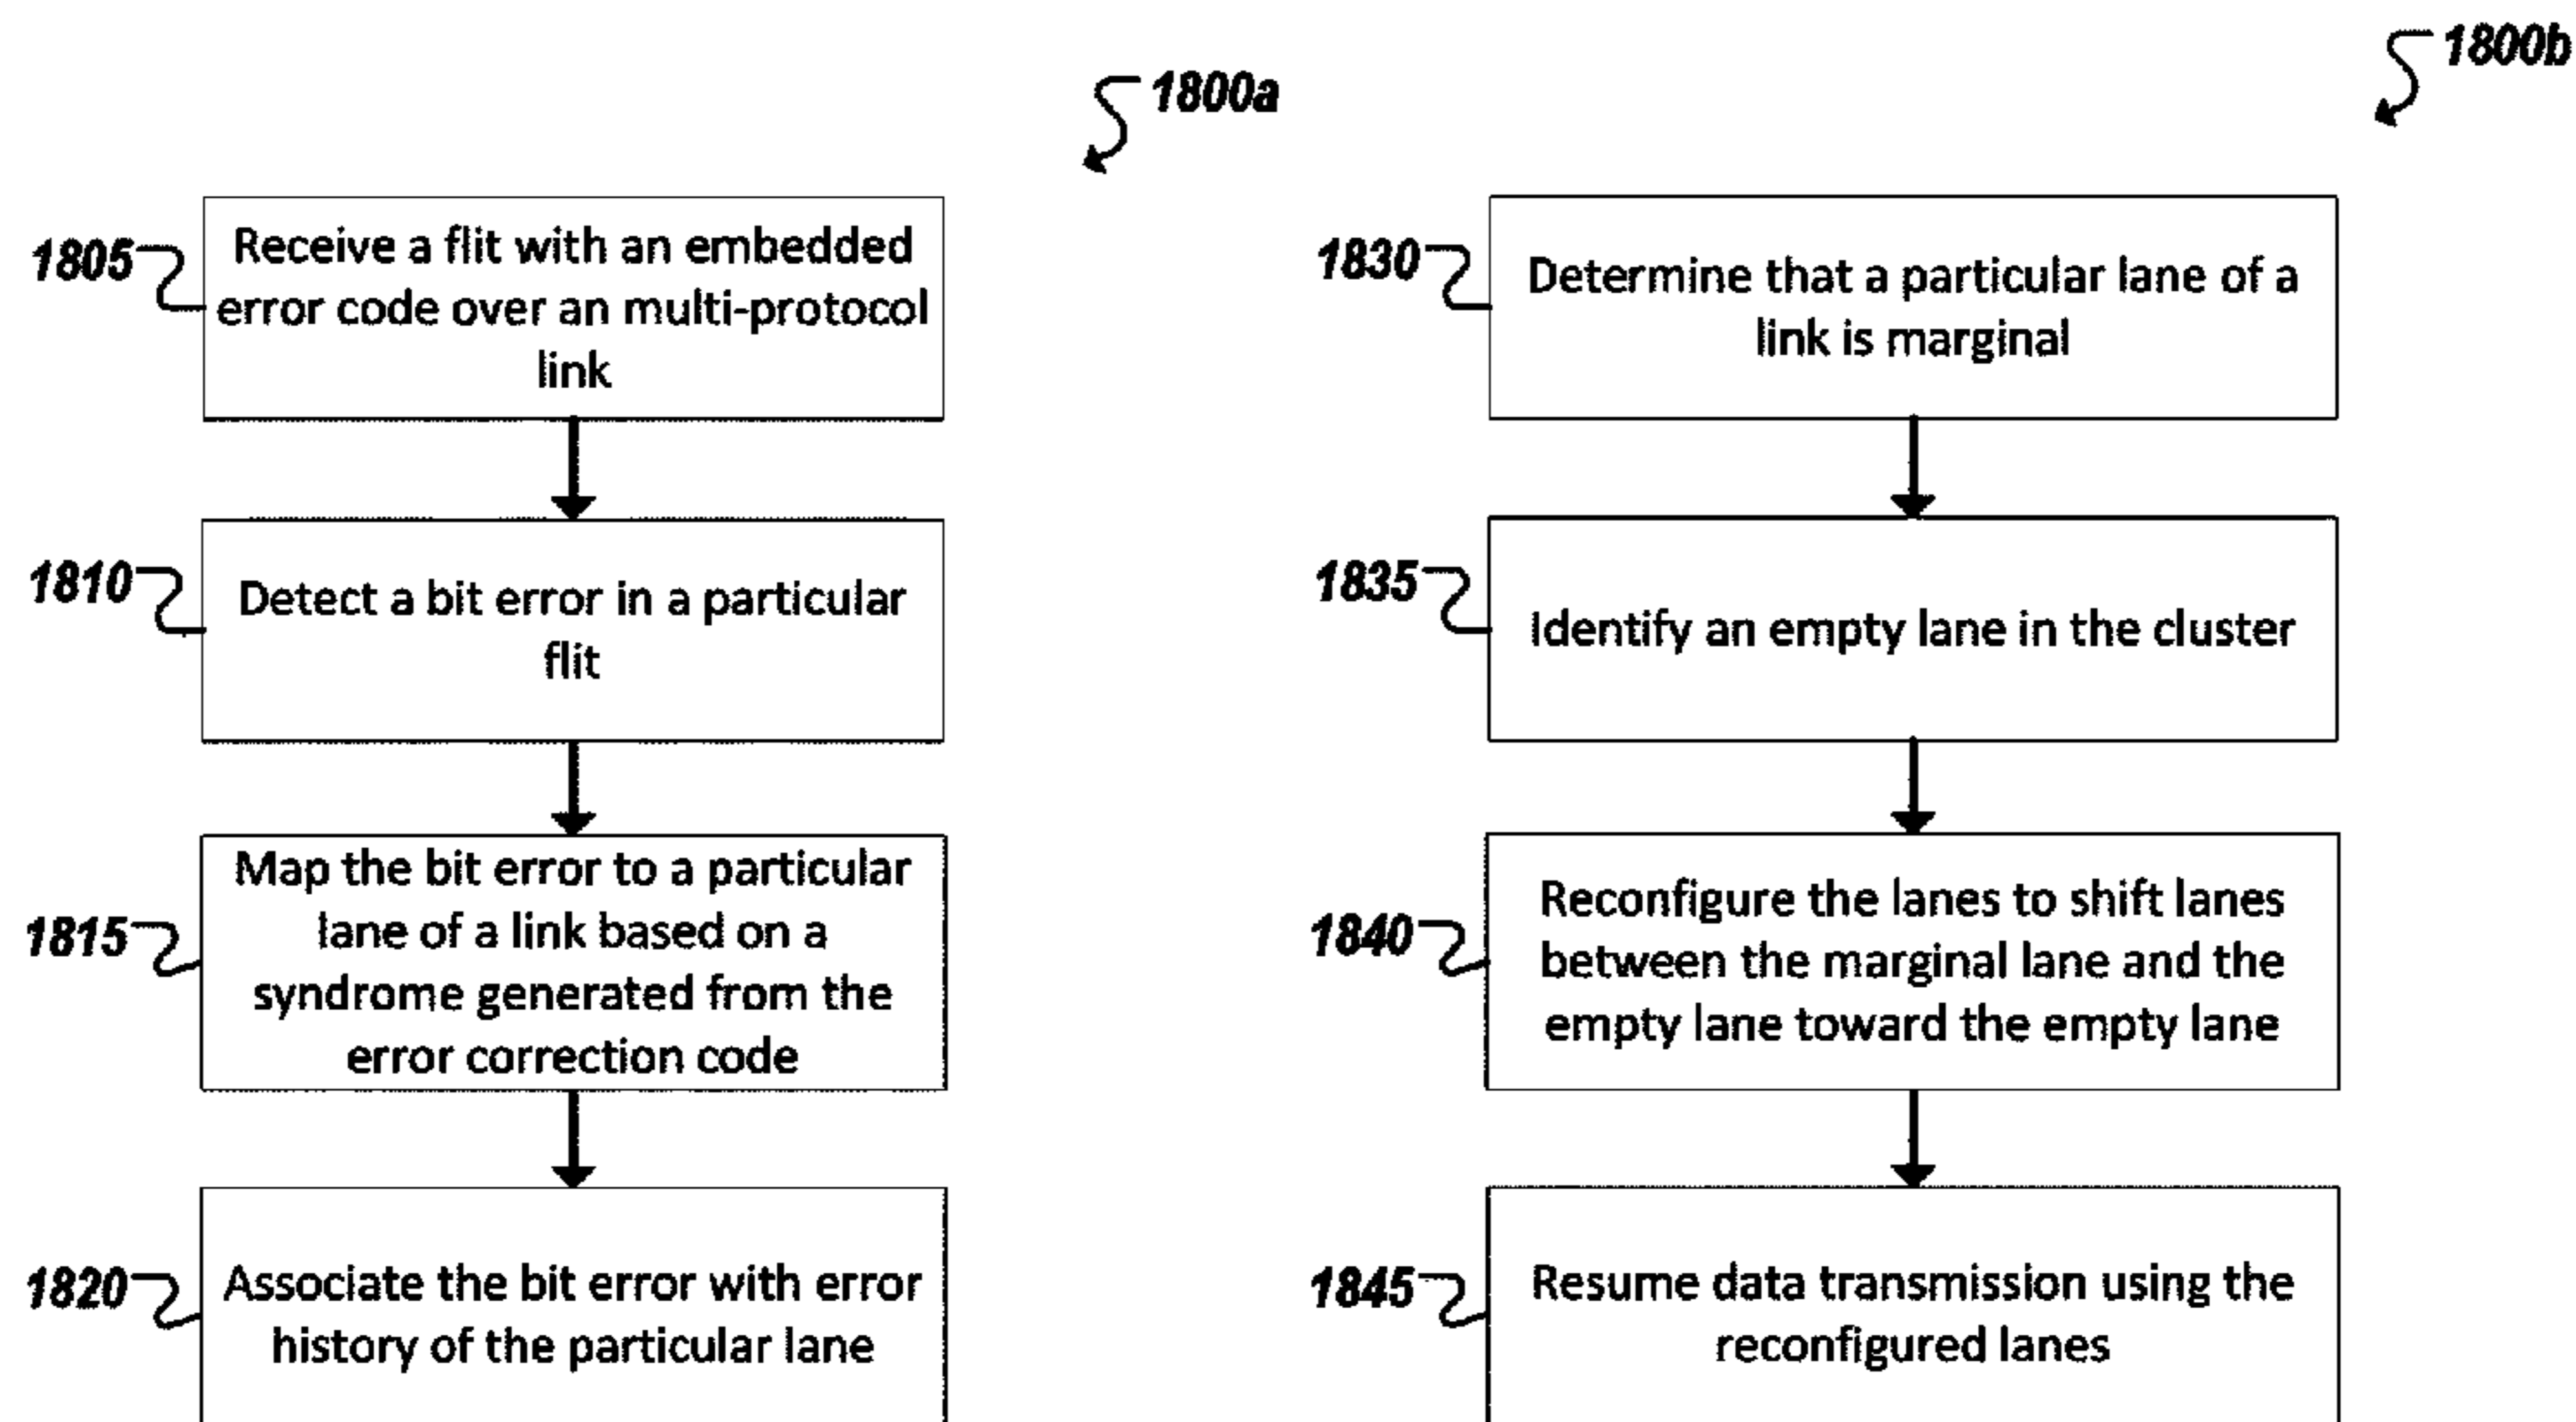 1800a
1805
Receive a flit with an embedded
error code over an multi-protocol
link
1810
Detect a bit error in a particular
flit
1815
Map the bit error to a particular
lane of a link based on a
syndrome generated from the
error correction code
1820
Associate the bit error with error
history of the particular lane
1800b
1830
Determine that a particular lane of a
link is marginal
1835
Identify an empty lane in the cluster
1840
Reconfigure the lanes to shift lanes
between the marginal lane and the
empty lane toward the empty lane
1845
Resume data transmission using the
reconfigured lanes